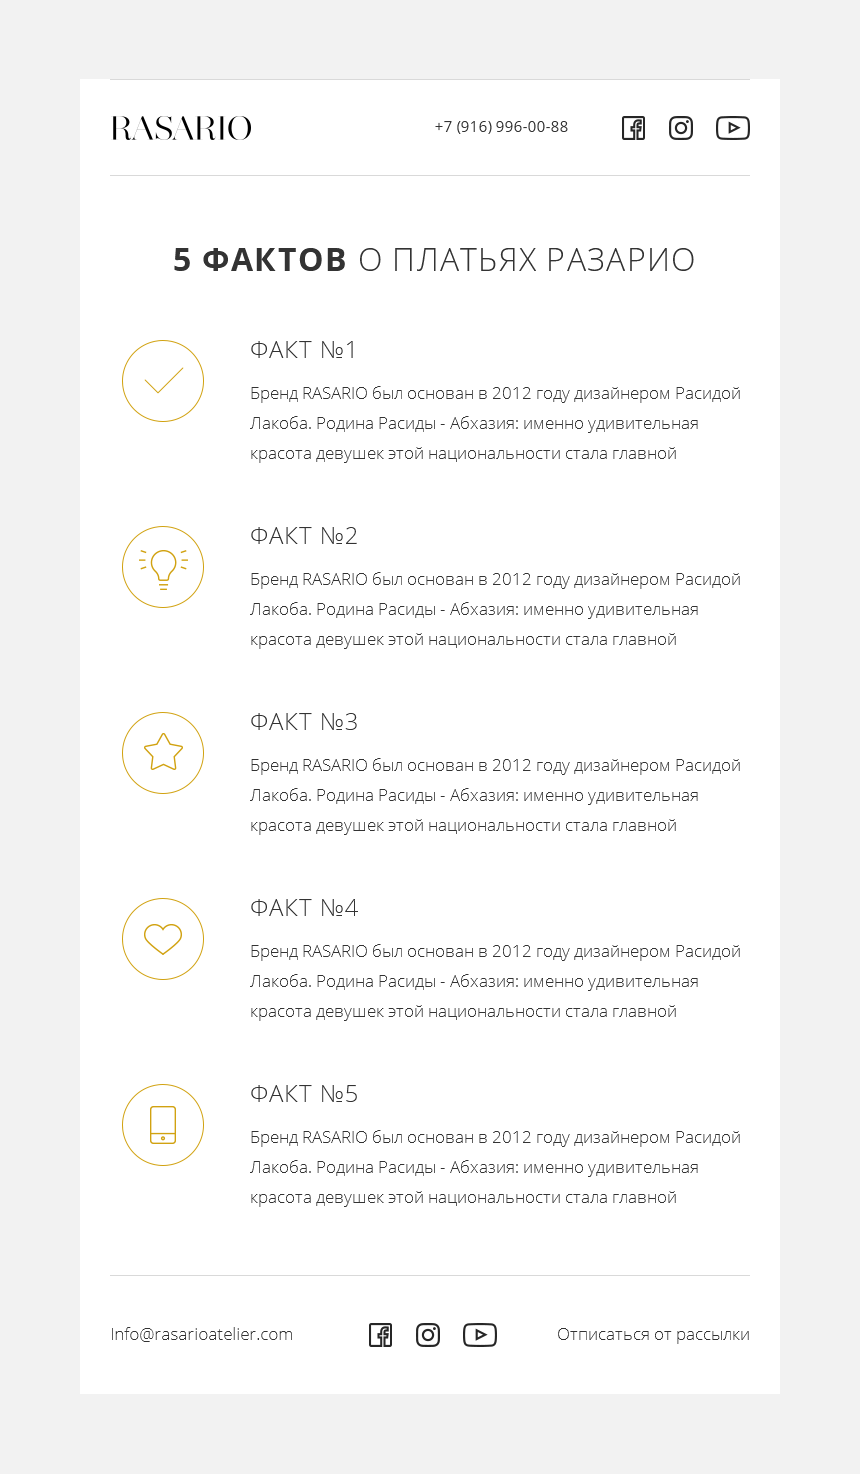 RASARIO
+7 (916) 996-00-88
5 ФАКТОВ О ПЛАТЬЯХ РАЗАРИО
ФАКТ №1
Бренд RASARIO был основан в 2012 году дизайнером Расидой
Лакоба. Родина Расиды - Абхазия: именно удивительная
красота девушек этой национальности стала главной
ФАКТ №2
Бренд RASARIO был основан в 2012 году дизайнером Расидой
Лакоба. Родина Расиды - Абхазия: именно удивительная
красота девушек этой национальности стала главной
ФАКТ №3
Бренд RASARIO был основан в 2012 году дизайнером Расидой
Лакоба. Родина Расиды - Абхазия: именно удивительная
красота девушек этой национальности стала главной
ФАКТ №4
Бренд RASARIO был основан в 2012 году дизайнером Расидой
Лакоба. Родина Расиды - Абхазия: именно удивительная
красота девушек этой национальности стала главной
ФАКТ №5
Бренд RASARIO был основан в 2012 году дизайнером Расидой
Лакоба. Родина Расиды - Абхазия: именно удивительная
красота девушек этой национальности стала главной
Info@rasarioatelier.com
Отписаться от рассылки